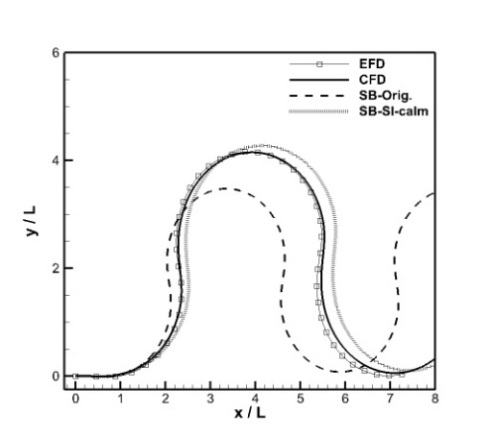 6
EFD
CFD
SB-Orig.
SB-SI-calm
4
y / L
2
0
0 1 2 3 4 5 6 7 8
x / L